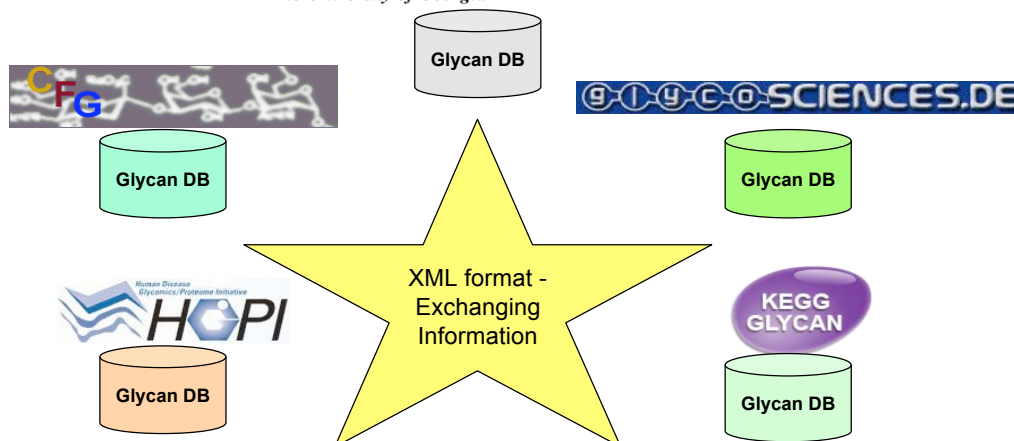 Glycan DB
CFG
GLYCOSCIENCES.DE
Glycan DB
Glycan DB
Human Disease
Glycomics/Proteome Initiative
HGPI
XML format -
Exchanging
Information
KEGG
GLYCAN
Glycan DB
Glycan DB